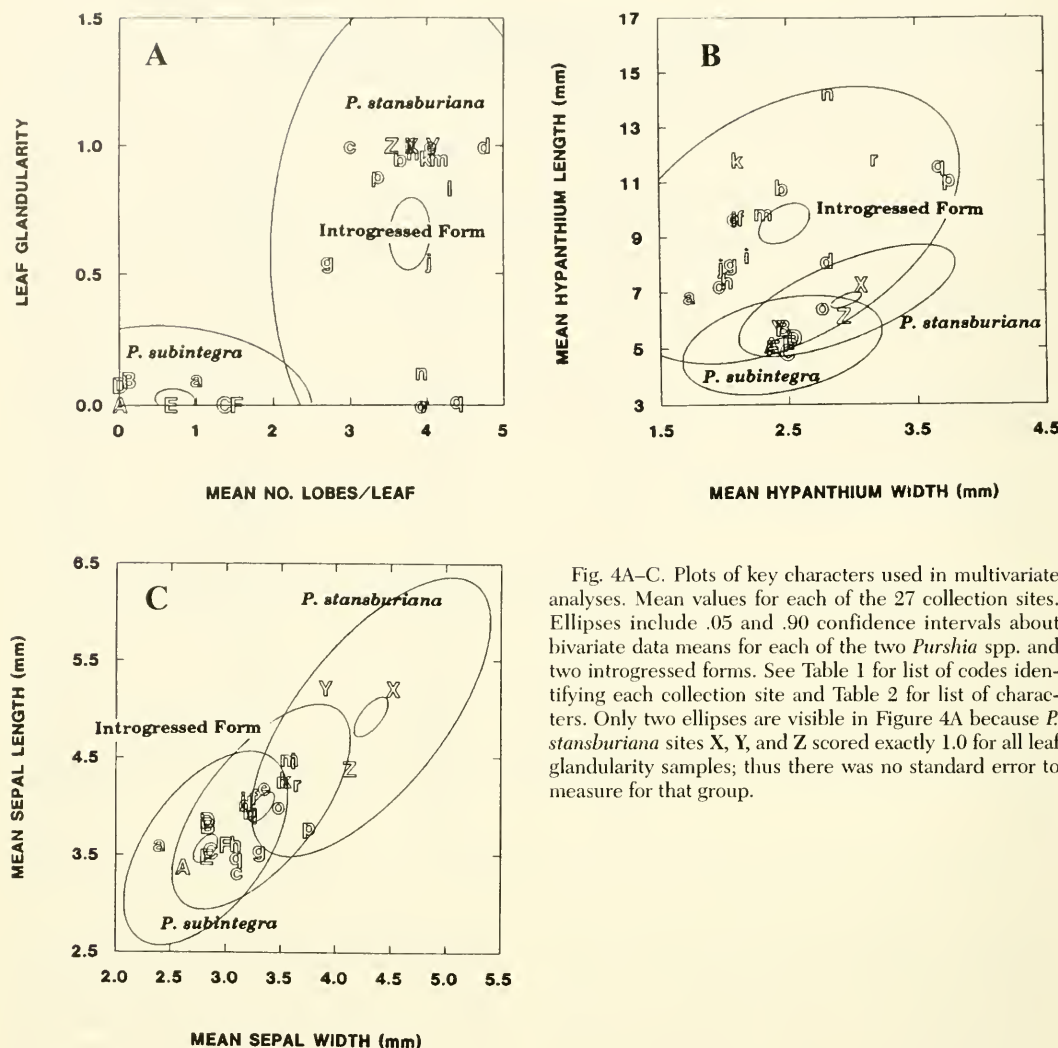 A
B
C
LEAF GLANDULARITY
1.5
1.0
0.5
0.0
0
1
2
3
4
5
MEAN NO. LOBES/LEAF
P. stansburiana
Introgressed Form
P. subintegra
c
Z
p
d
l
g
j
n
q
a
B
D
A
E
C
F
MEAN HYPANTHIUM LENGTH (mm)
17
15
13
11
9
7
5
3
1.5
2.5
3.5
4.5
MEAN HYPANTHIUM WIDTH (mm)
n
k
r
q
p
Introgressed Form
m
i
d
X
Z
o
a
P. stansburiana
P. subintegra
MEAN SEPAL LENGTH (mm)
6.5
5.5
4.5
3.5
2.5
2.0
2.5
3.0
3.5
4.0
4.5
5.0
5.5
MEAN SEPAL WIDTH (mm)
P. stansburiana
Y
X
Z
Introgressed Form
r
o
p
a
A
F
h
g
q
c
P. subintegra
Fig. 4A–C. Plots of key characters used in multivariate
analyses. Mean values for each of the 27 collection sites.
Ellipses include .05 and .90 confidence intervals about
bivariate data means for each of the two Purshia spp. and
two introgressed forms. See Table 1 for list of codes iden-
tifying each collection site and Table 2 for list of charac-
ters. Only two ellipses are visible in Figure 4A because P.
stansburiana sites X, Y, and Z scored exactly 1.0 for all leaf
glandularity samples; thus there was no standard error to
measure for that group.